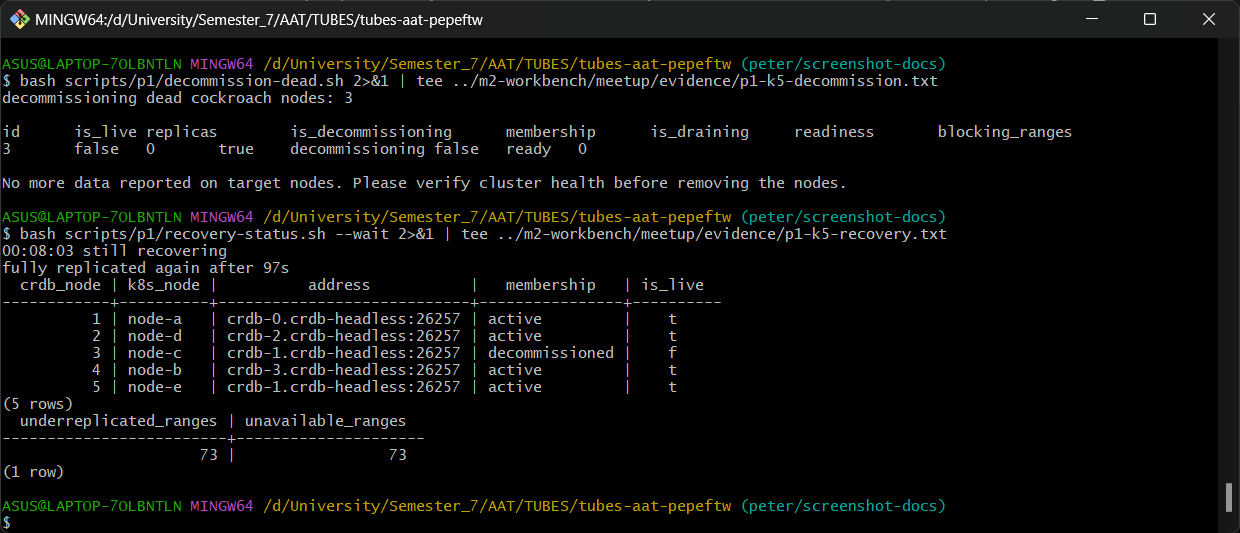 MINGW64:/d/University/Semester_7/AAT/TUBES/tubes-aat-pepeftw
ASUS@LAPTOP-7OLBNTLN MINGW64 /d/University/Semester_7/AAT/TUBES/tubes-aat-pepeftw (peter/screenshot-docs)
$ bash scripts/p1/decommission-dead.sh 2>&1 | tee ../m2-workbench/meetup/evidence/p1-k5-decommission.txt
decommissioning dead cockroach nodes: 3
id      is_live replicas        is_decommissioning      membership      is_draining     readiness       blocking_ranges
3       false   0       true    decommissioning false   ready   0
No more data reported on target nodes. Please verify cluster health before removing the nodes.
ASUS@LAPTOP-7OLBNTLN MINGW64 /d/University/Semester_7/AAT/TUBES/tubes-aat-pepeftw (peter/screenshot-docs)
$ bash scripts/p1/recovery-status.sh --wait 2>&1 | tee ../m2-workbench/meetup/evidence/p1-k5-recovery.txt
00:08:03 still recovering
fully replicated again after 97s
  crdb_node | k8s_node |          address           |   membership   | is_live
------------+----------+----------------------------+----------------+----------
          1 | node-a   | crdb-0.crdb-headless:26257 | active         |    t
          2 | node-d   | crdb-2.crdb-headless:26257 | active         |    t
          3 | node-c   | crdb-1.crdb-headless:26257 | decommissioned |    f
          4 | node-b   | crdb-3.crdb-headless:26257 | active         |    t
          5 | node-e   | crdb-1.crdb-headless:26257 | active         |    t
(5 rows)
  underreplicated_ranges | unavailable_ranges
-------------------------+---------------------
                      73 |                 73
(1 row)
ASUS@LAPTOP-7OLBNTLN MINGW64 /d/University/Semester_7/AAT/TUBES/tubes-aat-pepeftw (peter/screenshot-docs)
$